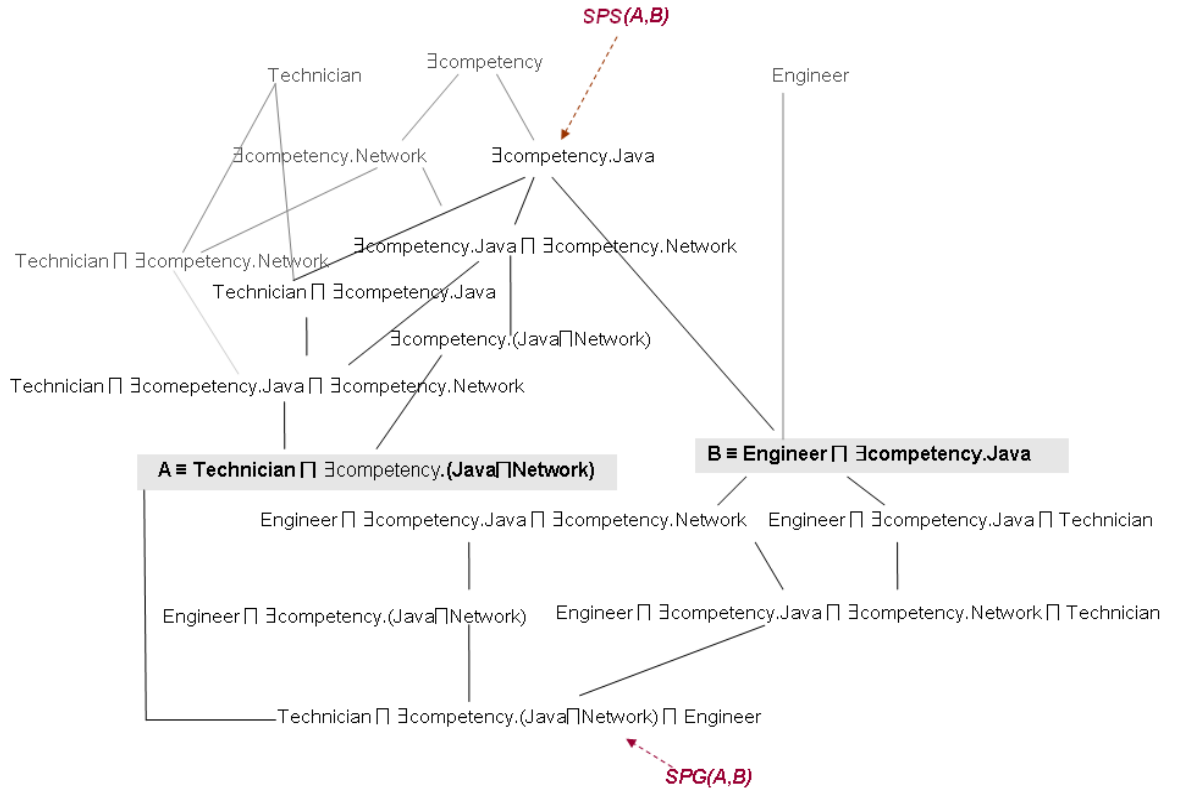 SPS(A,B)
∃competency
Technician
Engineer
∃competency.Network
∃competency.Java
∃competency.Java ∏ ∃competency.Network
Technician ∏ ∃competency.Network
Technician ∏ ∃competency.Java
∃competency.(Java∏Network)
Technician ∏ ∃comepetency.Java ∏ ∃competency.Network
B ≡ Engineer ∏ ∃competency.Java
A ≡ Technician ∏ ∃competency.(Java∏Network)
Engineer ∏ ∃competency.Java ∏ ∃competency.Network
Engineer ∏ ∃competency.Java ∏ Technician
Engineer ∏ ∃competency.(Java∏Network)
Engineer ∏ ∃competency.Java ∏ ∃competency.Network ∏ Technician
Technician ∏ ∃competency.(Java∏Network) ∏ Engineer
SPG(A,B)